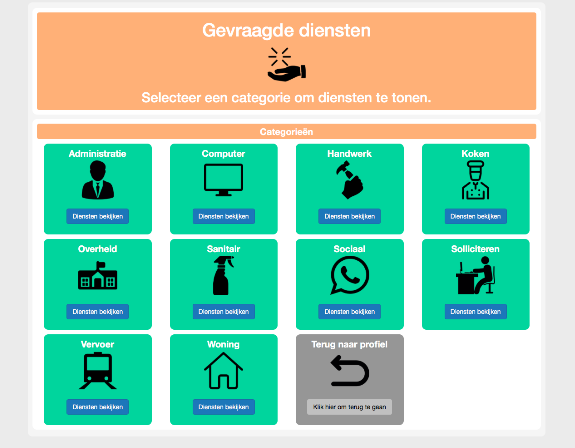 Gevraagde diensten
Selecteer een categorie om diensten te tonen.
Categorieën
Administratie
Diensten bekijken
Computer
Diensten bekijken
Handwerk
Diensten bekijken
Koken
Diensten bekijken
Overheid
Diensten bekijken
Sanitair
Diensten bekijken
Sociaal
Diensten bekijken
Solliciteren
Diensten bekijken
Vervoer
Diensten bekijken
Woning
Diensten bekijken
Terug naar profiel
Klik hier om terug te gaan